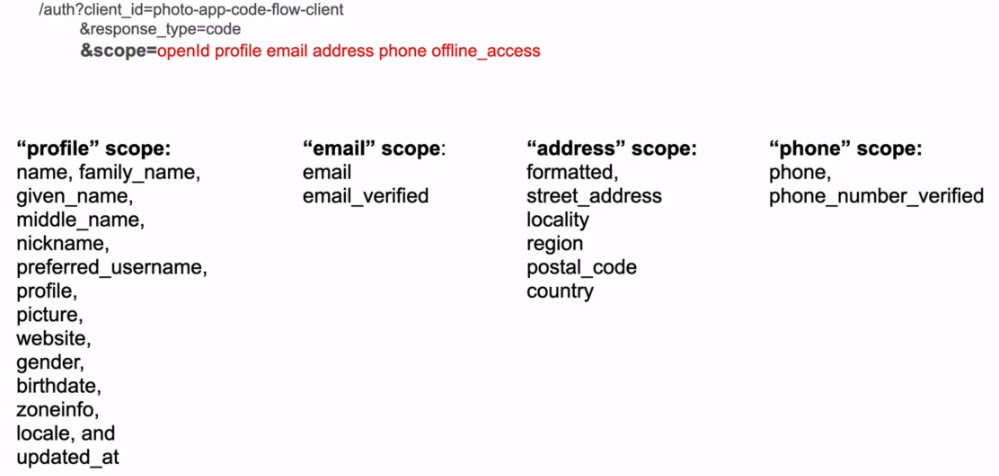 /auth?client_id=photo-app-code-flow-client
&response_type=code
&scope=openId profile email address phone offline_access
“profile” scope:
name, family_name,
given_name,
middle_name,
nickname,
preferred_username,
profile,
picture,
website,
gender,
birthdate,
zoneinfo,
locale, and
updated_at
“email” scope:
email
email_verified
“address” scope:
formatted,
street_address
locality
region
postal_code
country
“phone” scope:
phone,
phone_number_verified